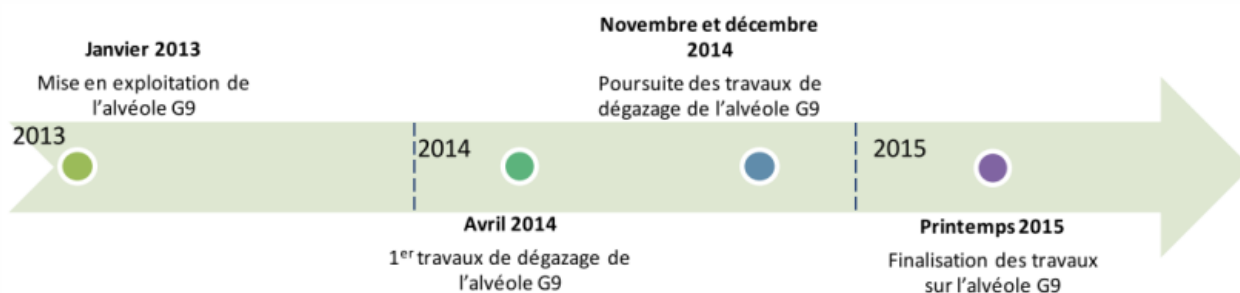 Janvier 2013
Mise en exploitation de
l'alvéole G9
Novembre et décembre
2014
Poursuite des travaux de
dégazage de l'alvéole G9
2013
2014
2015
Avril 2014
1er travaux de dégazage de
l'alvéole G9
Printemps 2015
Finalisation des travaux
sur l'alvéole G9